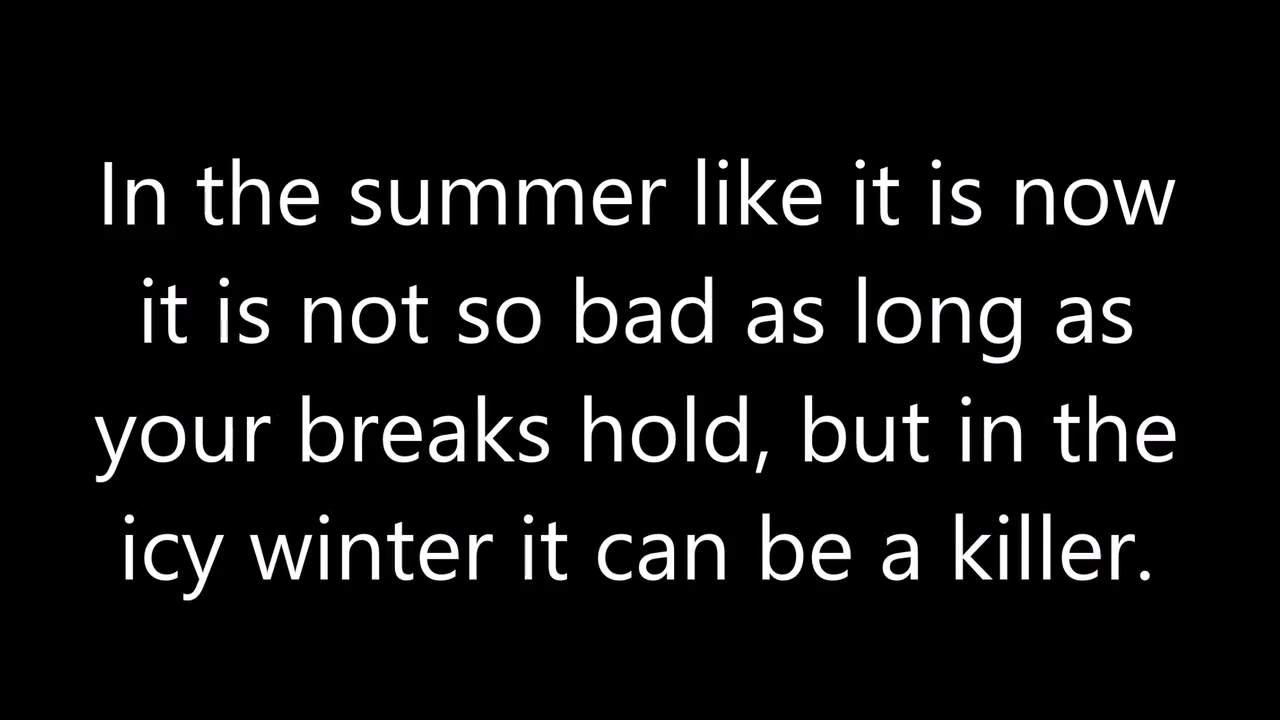 In the summer like it is now
it is not so bad as long as
your breaks hold, but in the
icy winter it can be a killer.